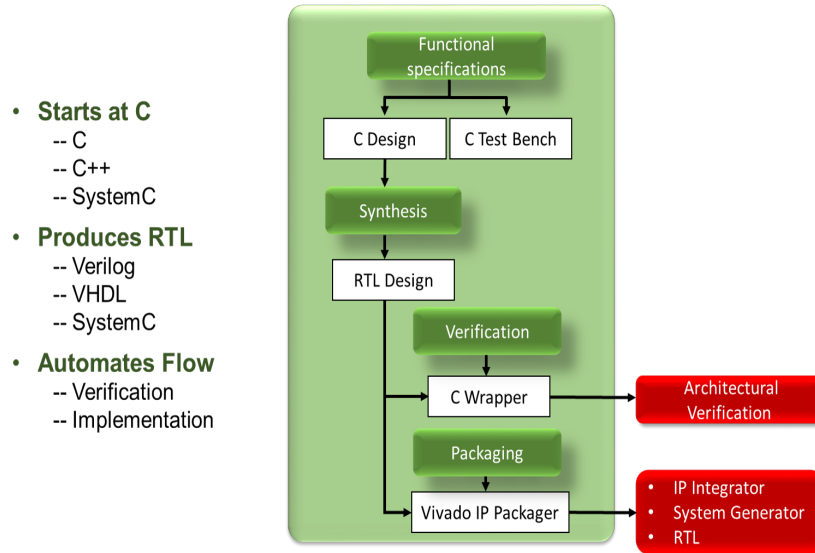 • Starts at C
-- C
-- C++
-- SystemC
• Produces RTL
-- Verilog
-- VHDL
-- SystemC
• Automates Flow
-- Verification
-- Implementation
Functional
specifications
C Design
C Test Bench
Synthesis
RTL Design
Verification
C Wrapper
Architectural
Verification
Packaging
Vivado IP Packager
• IP Integrator
• System Generator
• RTL